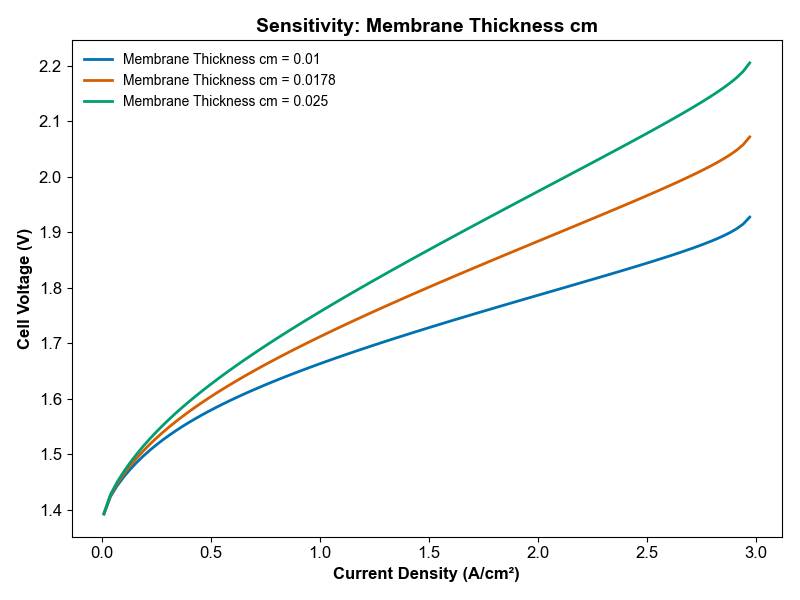 Sensitivity: Membrane Thickness cm
Membrane Thickness cm = 0.01
Membrane Thickness cm = 0.0178
Membrane Thickness cm = 0.025
2.2
2.1
2.0
1.9
1.8
1.7
1.6
1.5
1.4
Cell Voltage (V)
0.0 0.5 1.0 1.5 2.0 2.5 3.0
Current Density (A/cm²)